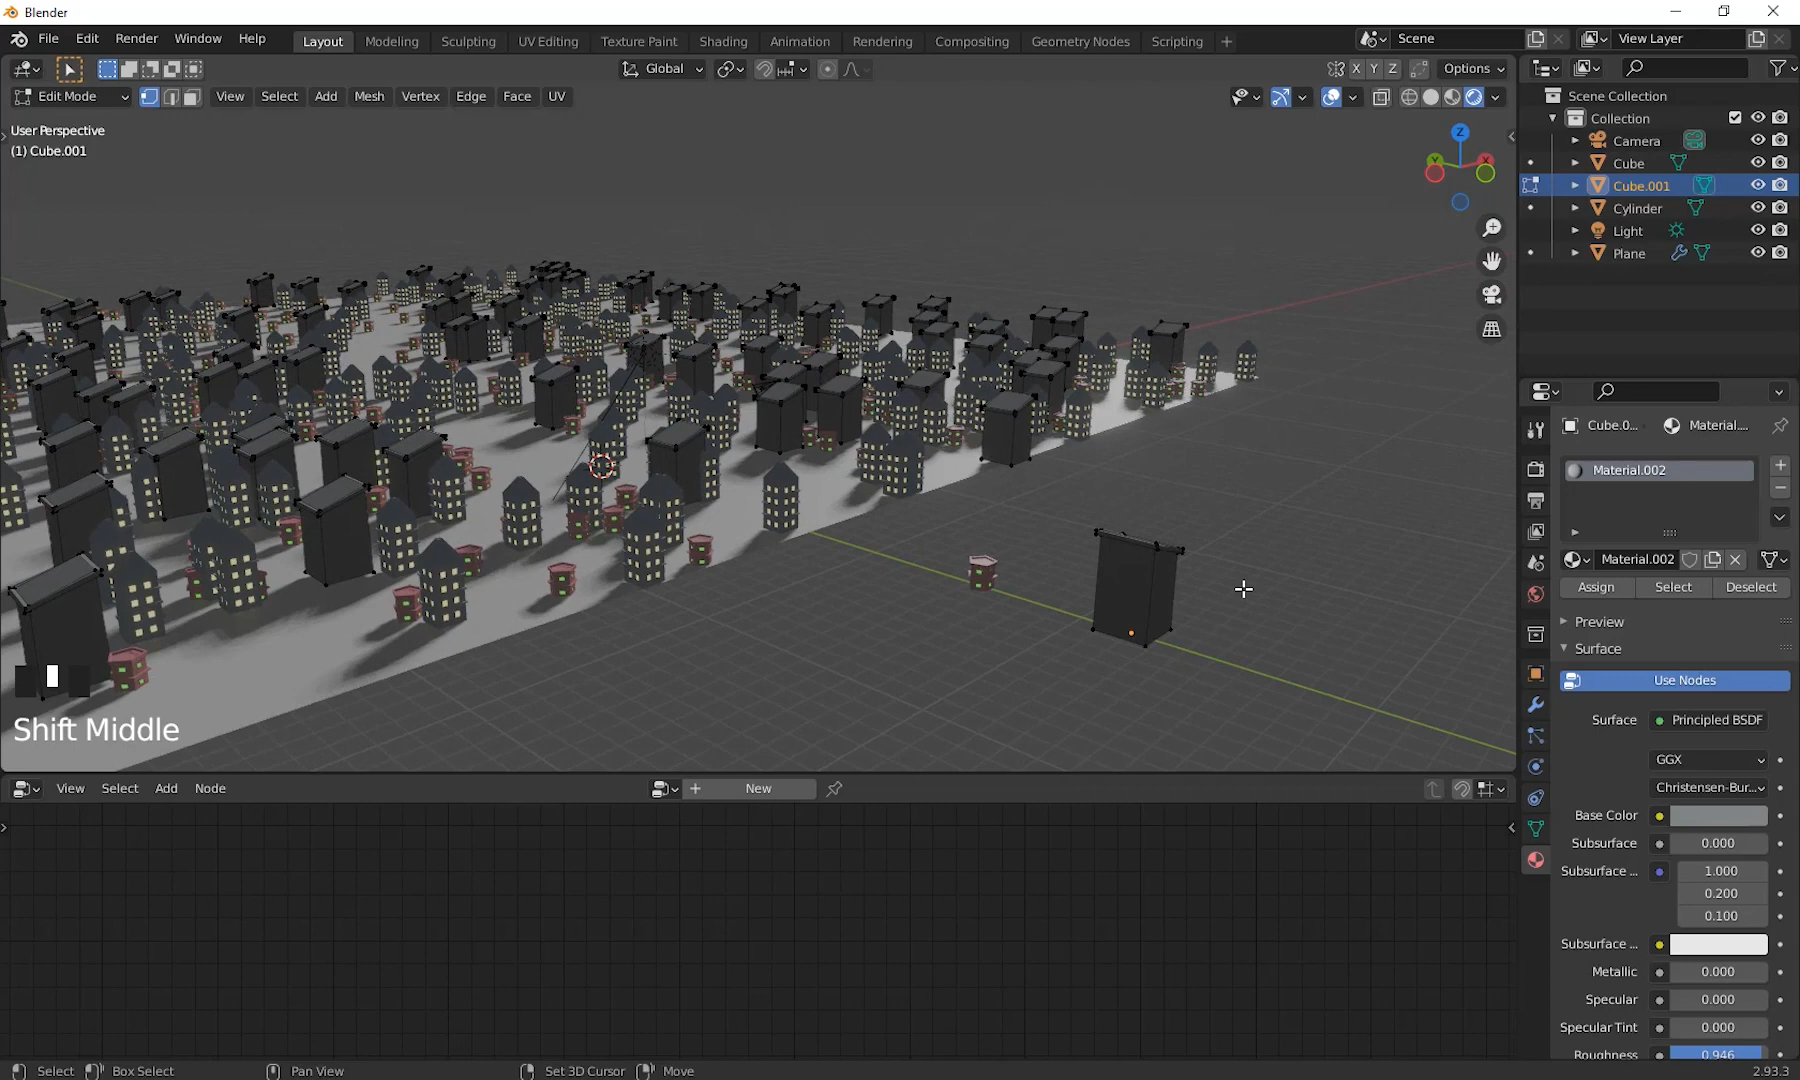 Blender
File Edit Render Window Help Layout Modeling Sculpting UV Editing Texture Paint Shading Animation Rendering Compositing Geometry Nodes Scripting + Scene View Layer
Global X Y Z Options
Edit Mode View Select Add Mesh Vertex Edge Face UV
User Perspective
(1) Cube.001
Z
Y
X
Scene Collection
Collection
Camera
Cube
Cube.001
Cylinder
Light
Plane
Cube.0... Material....
Material.002
Material.002
Assign Select Deselect
Preview
Surface
Use Nodes
Surface Principled BSDF
GGX
Christensen-Bur...
Base Color
Subsurface 0.000
Subsurface ... 1.000
0.200
0.100
Subsurface ...
Metallic 0.000
Specular 0.000
Specular Tint 0.000
Roughness 0.946
Shift Middle
View Select Add Node + New
Select Box Select Pan View Set 3D Cursor Move 2.93.3